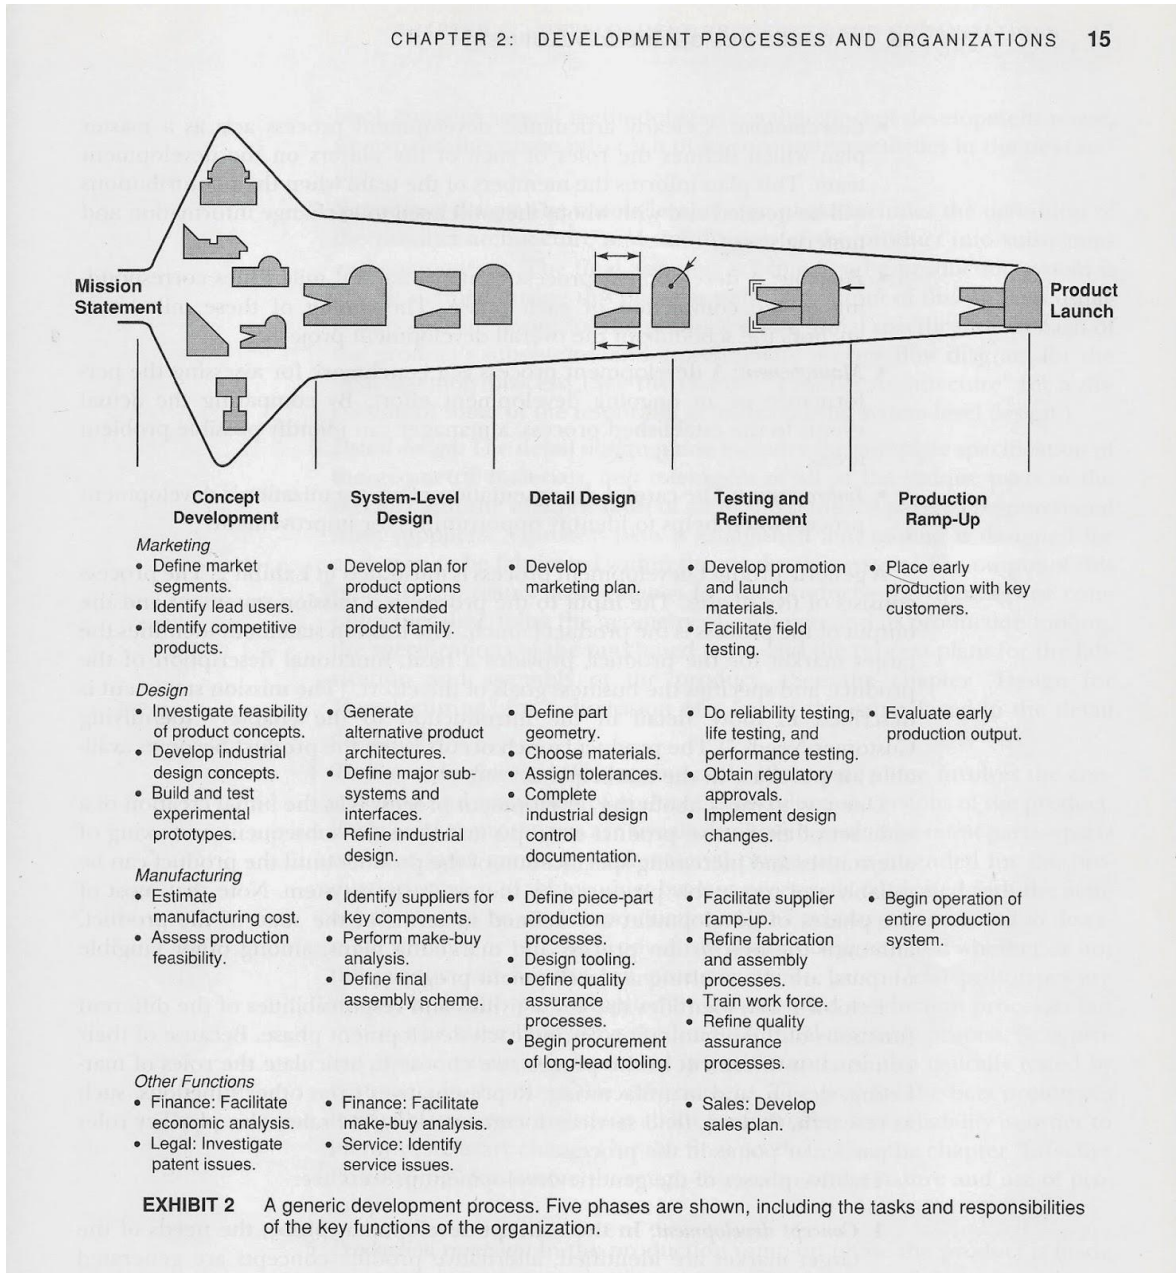 CHAPTER 2: DEVELOPMENT PROCESSES AND ORGANIZATIONS 15
Mission
Statement
Product
Launch
Concept
Development
System-Level
Design
Detail Design
Testing and
Refinement
Production
Ramp-Up
Marketing
• Define market
segments.
• Identify lead users.
• Identify competitive
products.
• Develop plan for
product options
and extended
product family.
• Develop
marketing plan.
• Develop promotion
and launch
materials.
• Facilitate field
testing.
• Place early
production with key
customers.
Design
• Investigate feasibility
of product concepts.
• Develop industrial
design concepts.
• Build and test
experimental
prototypes.
• Generate
alternative product
architectures.
• Define major sub-
systems and
interfaces.
• Refine industrial
design.
• Define part
geometry.
• Choose materials.
• Assign tolerances.
• Complete
industrial design
control
documentation.
• Do reliability testing,
life testing, and
performance testing.
• Obtain regulatory
approvals.
• Implement design
changes.
• Evaluate early
production output.
Manufacturing
• Estimate
manufacturing cost.
• Assess production
feasibility.
• Identify suppliers for
key components.
• Perform make-buy
analysis.
• Define final
assembly scheme.
• Define piece-part
production
processes.
• Design tooling.
• Define quality
assurance
processes.
• Begin procurement
of long-lead tooling.
• Facilitate supplier
ramp-up.
• Refine fabrication
and assembly
processes.
• Train work force.
• Refine quality
assurance
processes.
• Begin operation of
entire production
system.
Other Functions
• Finance: Facilitate
economic analysis.
• Legal: Investigate
patent issues.
• Finance: Facilitate
make-buy analysis.
• Service: Identify
service issues.
• Sales: Develop
sales plan.
EXHIBIT 2 A generic development process. Five phases are shown, including the tasks and responsibilities
of the key functions of the organization.